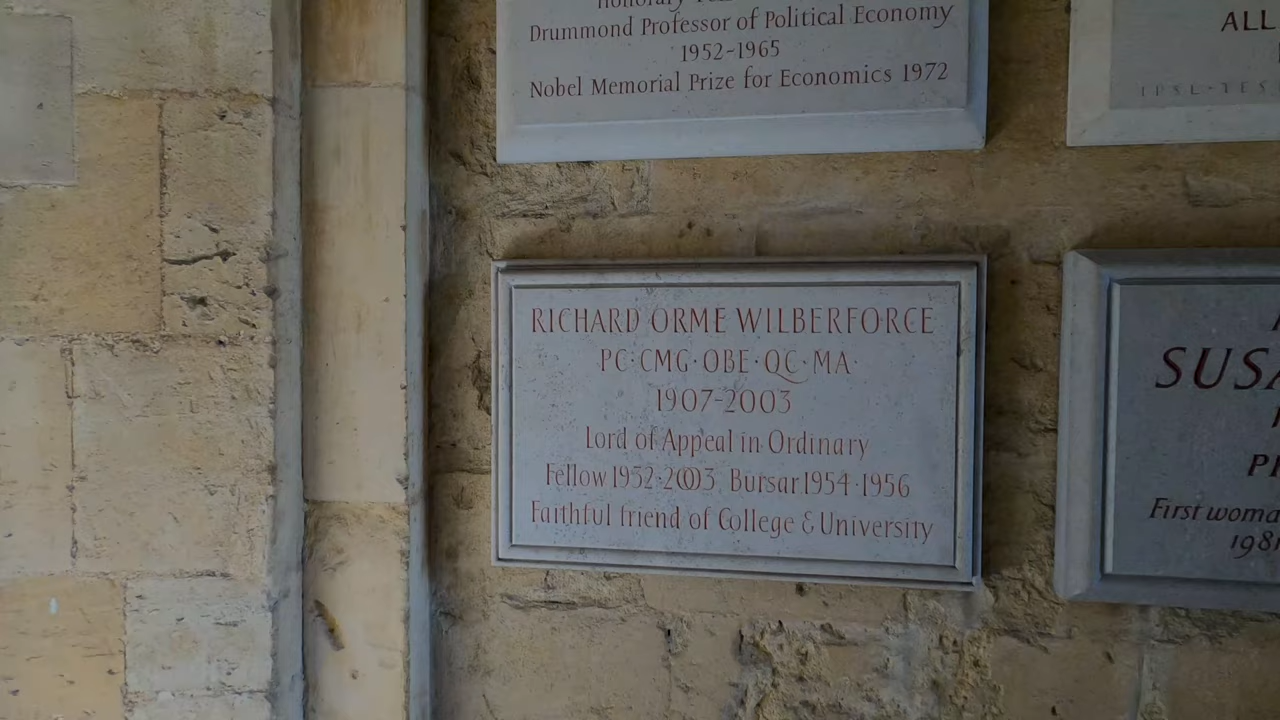 Drummond Professor of Political Economy
1952-1965
Nobel Memorial Prize for Economics 1972
ALL
RICHARD ORME WILBERFORCE
PC·CMG·OBE·QC·MA
1907-2003
Lord of Appeal in Ordinary
Fellow 1952·2003 Bursar 1954·1956
Faithful friend of College & University
SUSA
First woma